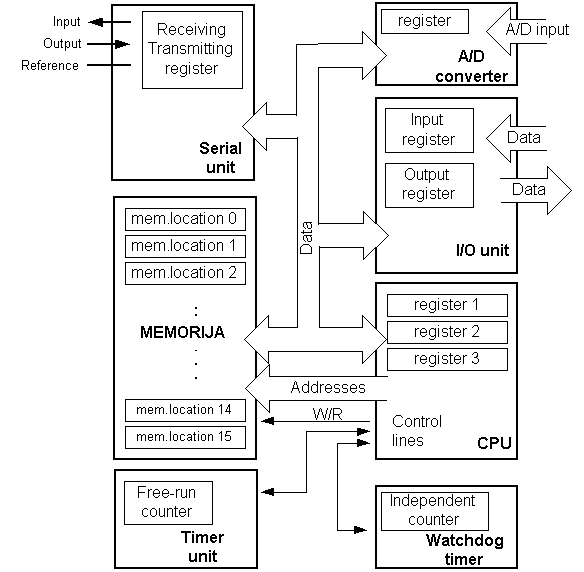 Input
Output
Reference
Receiving
Transmitting
register
Serial
unit
register
A/D input
A/D
converter
Input
register
Data
Output
register
Data
I/O unit
Data
mem.location 0
mem.location 1
mem.location 2
MEMORIJA
mem.location 14
mem.location 15
register 1
register 2
register 3
Addresses
W/R
Control
lines
CPU
Free-run
counter
Timer
unit
Independent
counter
Watchdog
timer